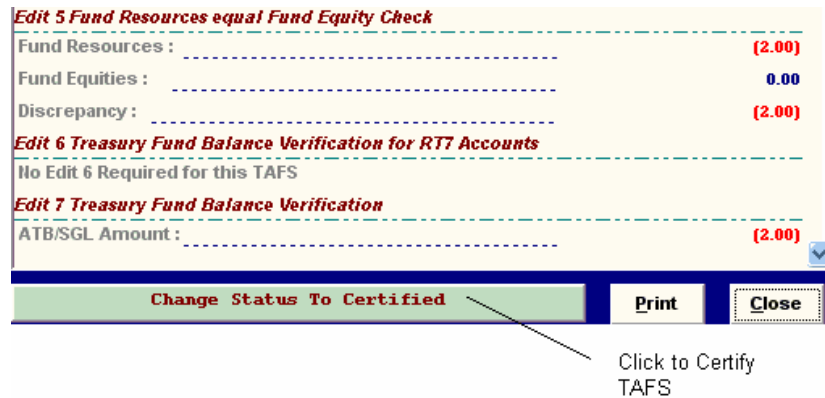 Edit 5 Fund Resources equal Fund Equity Check
Fund Resources : (2.00)
Fund Equities : 0.00
Discrepancy : (2.00)
Edit 6 Treasury Fund Balance Verification for RT7 Accounts
No Edit 6 Required for this TAFS
Edit 7 Treasury Fund Balance Verification
ATB/SGL Amount : (2.00)
Change Status To Certified Print Close
Click to Certify
TAFS